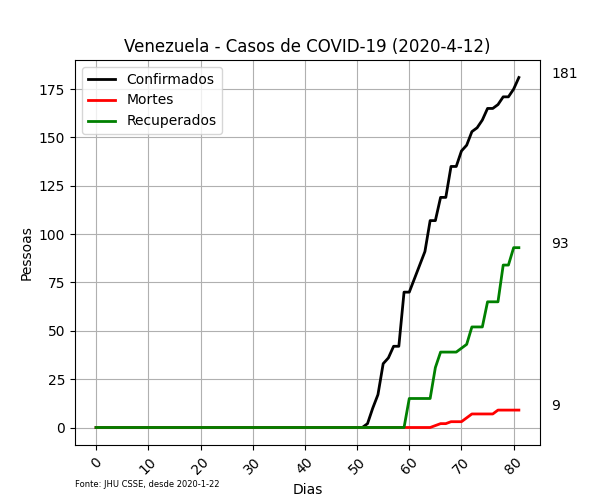 Venezuela - Casos de COVID-19 (2020-4-12)
Confirmados
Mortes
Recuperados
181
93
9
Pessoas
175
150
125
100
75
50
25
0
0 10 20 30 40 50 60 70 80
Dias
Fonte: JHU CSSE, desde 2020-1-22